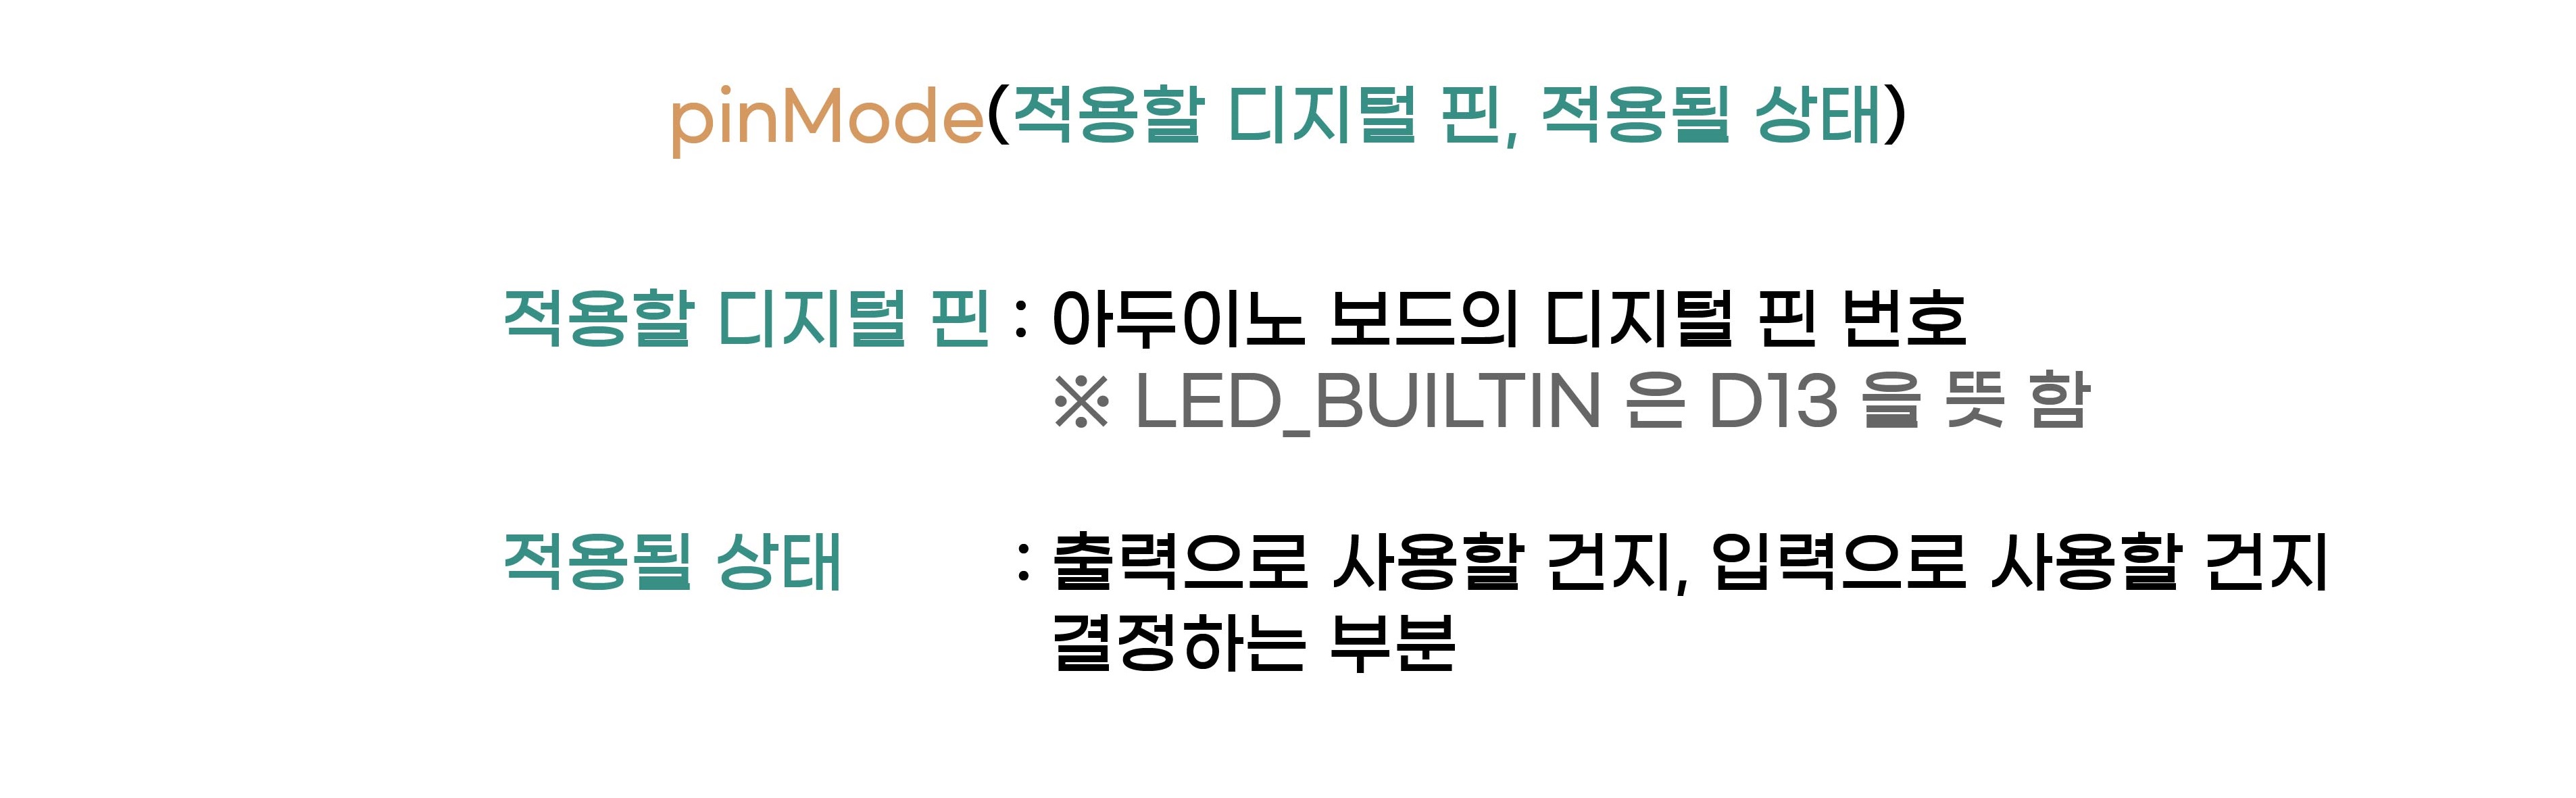 pinMode(적용할 디지털 핀, 적용될 상태)
적용할 디지털 핀 : 아두이노 보드의 디지털 핀 번호
※ LED_BUILTIN 은 D13 을 뜻 함
적용될 상태 : 출력으로 사용할 건지, 입력으로 사용할 건지
결정하는 부분